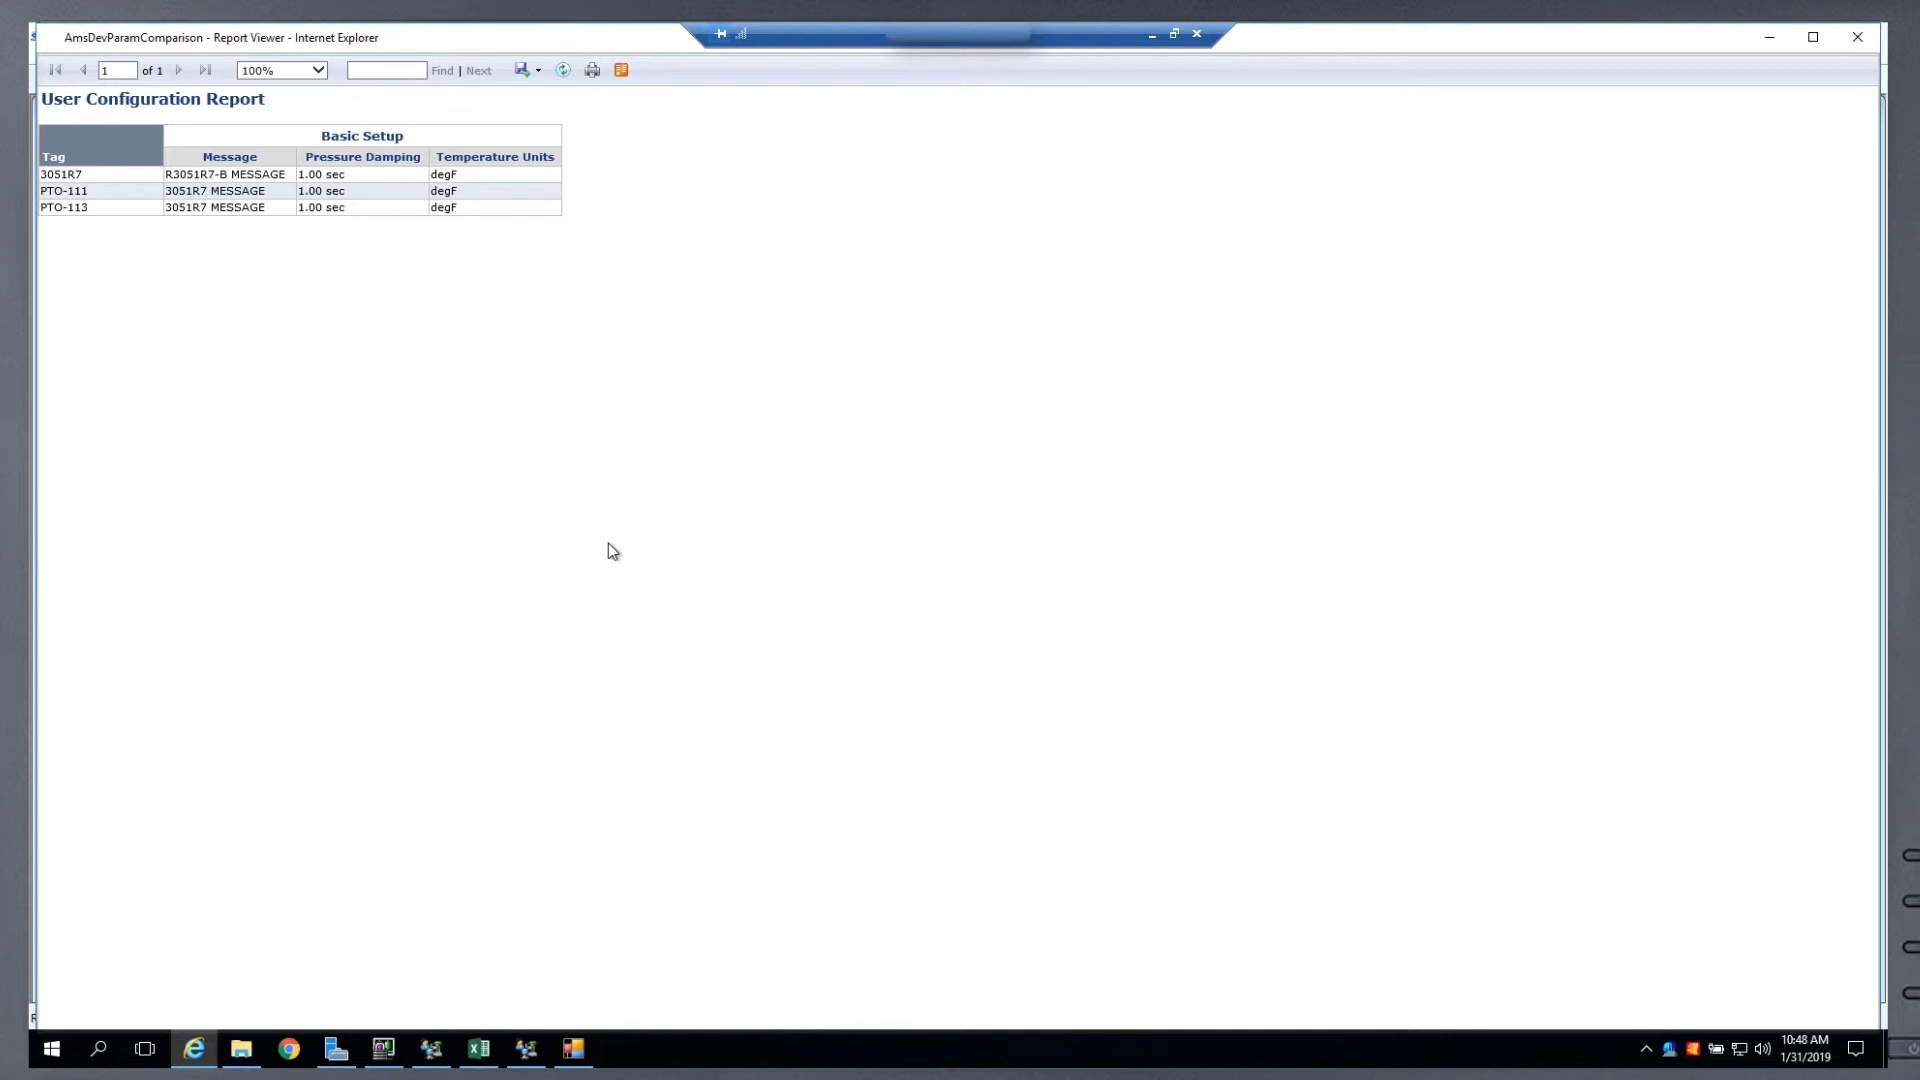 AmsDevParamComparison - Report Viewer - Internet Explorer
1 of 1 100% Find | Next
User Configuration Report
Basic Setup
Tag Message Pressure Damping Temperature Units
3051R7 R3051R7-B MESSAGE 1.00 sec degF
PTO-111 3051R7 MESSAGE 1.00 sec degF
PTO-113 3051R7 MESSAGE 1.00 sec degF
10:48 AM
1/31/2019